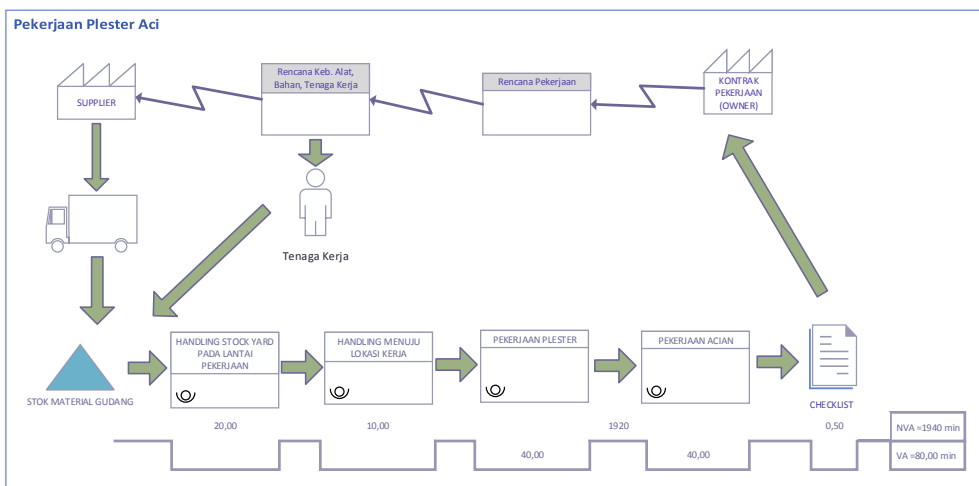 Pekerjaan Plester Aci
SUPPLIER
Rencana Keb. Alat,
Bahan, Tenaga Kerja
Rencana Pekerjaan
KONTRAK
PEKERJAAN
(OWNER)
Tenaga Kerja
STOK MATERIAL GUDANG
HANDLING STOCK YARD
PADA LANTAI
PEKERJAAN
HANDLING MENUJU
LOKASI KERJA
PEKERJAAN PLESTER
PEKERJAAN ACIAN
CHECKLIST
20,00
10,00
1920
0,50
40,00
40,00
NVA =1940 min
VA =80,00 min